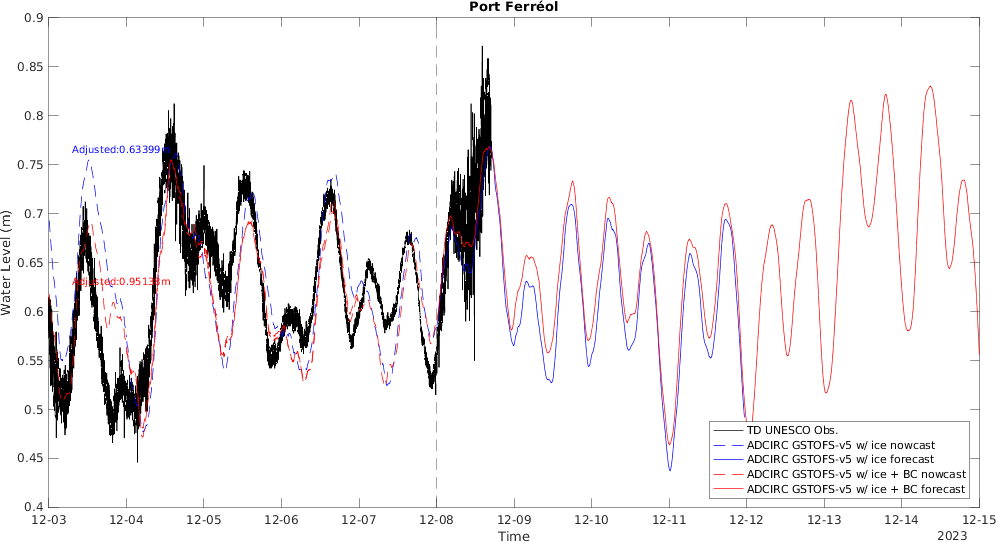 Port Ferréol
0.9
0.85
0.8
0.75
0.7
0.65
0.6
0.55
0.5
0.45
0.4
Water Level (m)
Adjusted:0.63399m
Adjusted:0.95133m
TD UNESCO Obs.
ADCIRC GSTOFS-v5 w/ ice nowcast
ADCIRC GSTOFS-v5 w/ ice forecast
ADCIRC GSTOFS-v5 w/ ice + BC nowcast
ADCIRC GSTOFS-v5 w/ ice + BC forecast
12-03 12-04 12-05 12-06 12-07 12-08 12-09 12-10 12-11 12-12 12-13 12-14 12-15
Time
2023